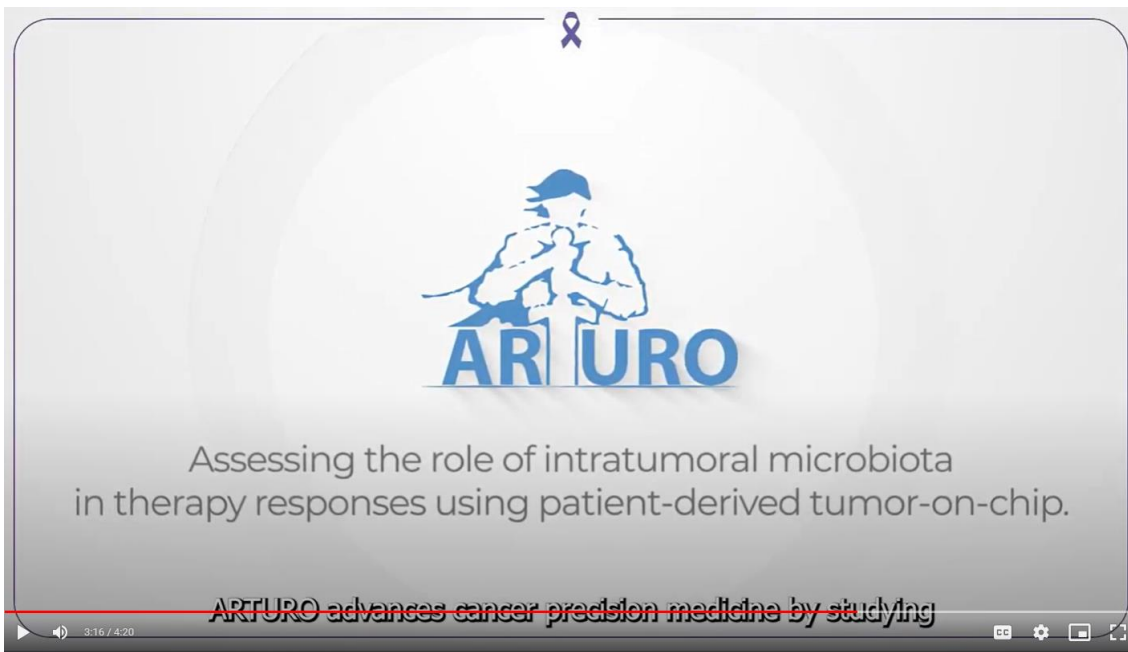 ARTURO
Assessing the role of intratumoral microbiota
in therapy responses using patient-derived tumor-on-chip.
ARTURO advances cancer precision medicine by studying
3:16 / 4:20
CC